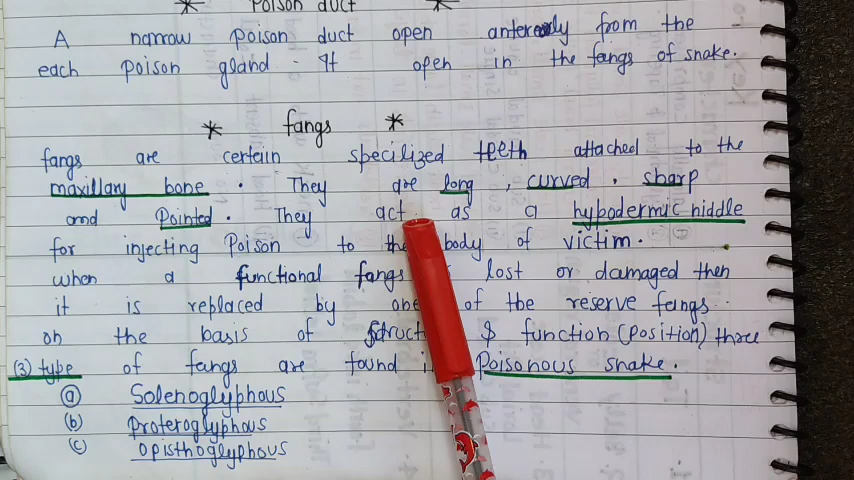 * Poison duct *
A narrow poison duct open anteriorly from the
each poison gland. It open in the fangs of snake.
* fangs *
fangs are certain specilized teeth attached to the
maxillary bone. They are long, curved, sharp
and Pointed. They act as a hypodermic niddle
for injecting Poison to the body of victim.
when a functional fangs lost or damaged then
it is replaced by one of the reserve fangs.
on the basis of & function (Position) three
(3) type of fangs are found Poisonous snake.
(a) Solenoglyphous
(b) Proteroglyphous
(c) opisthoglyphous